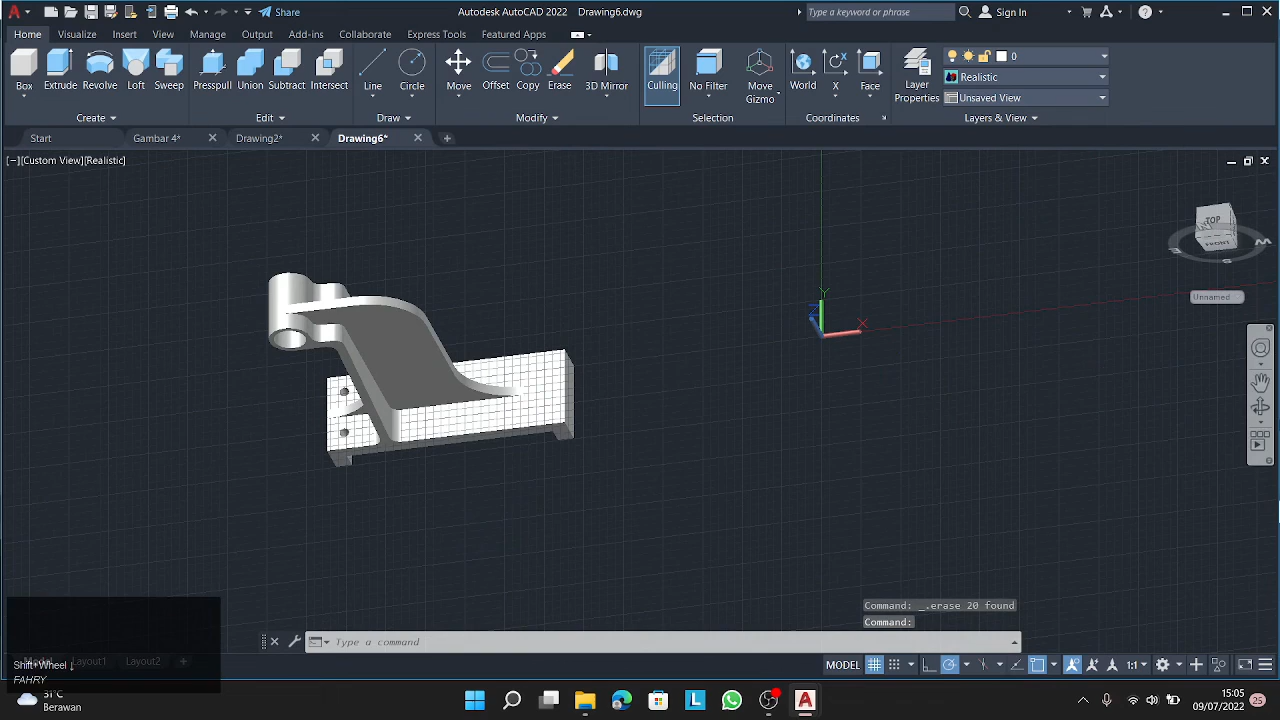 Autodesk AutoCAD 2022 Drawing6.dwg
Share
Type a keyword or phrase
Sign In
Home Visualize Insert View Manage Output Add-ins Collaborate Express Tools Featured Apps
Box Extrude Revolve Loft Sweep Presspull Union Subtract Intersect Line Circle Move Offset Copy Erase 3D Mirror Culling No Filter Move Gizmo World X Face Layer Properties
0
Realistic
Unsaved View
Create Edit Draw Modify Selection Coordinates Layers & View
Start Gambar 4* Drawing2* Drawing6*
[−][Custom View][Realistic]
TOP
FRONT
S
Unnamed
Y
X
Command: _.erase 20 found
Command:
Type a command
Shift+Wheel
FAHRY
Layout1 Layout2
MODEL
1:1
31°C
Berawan
15.05
09/07/2025
25